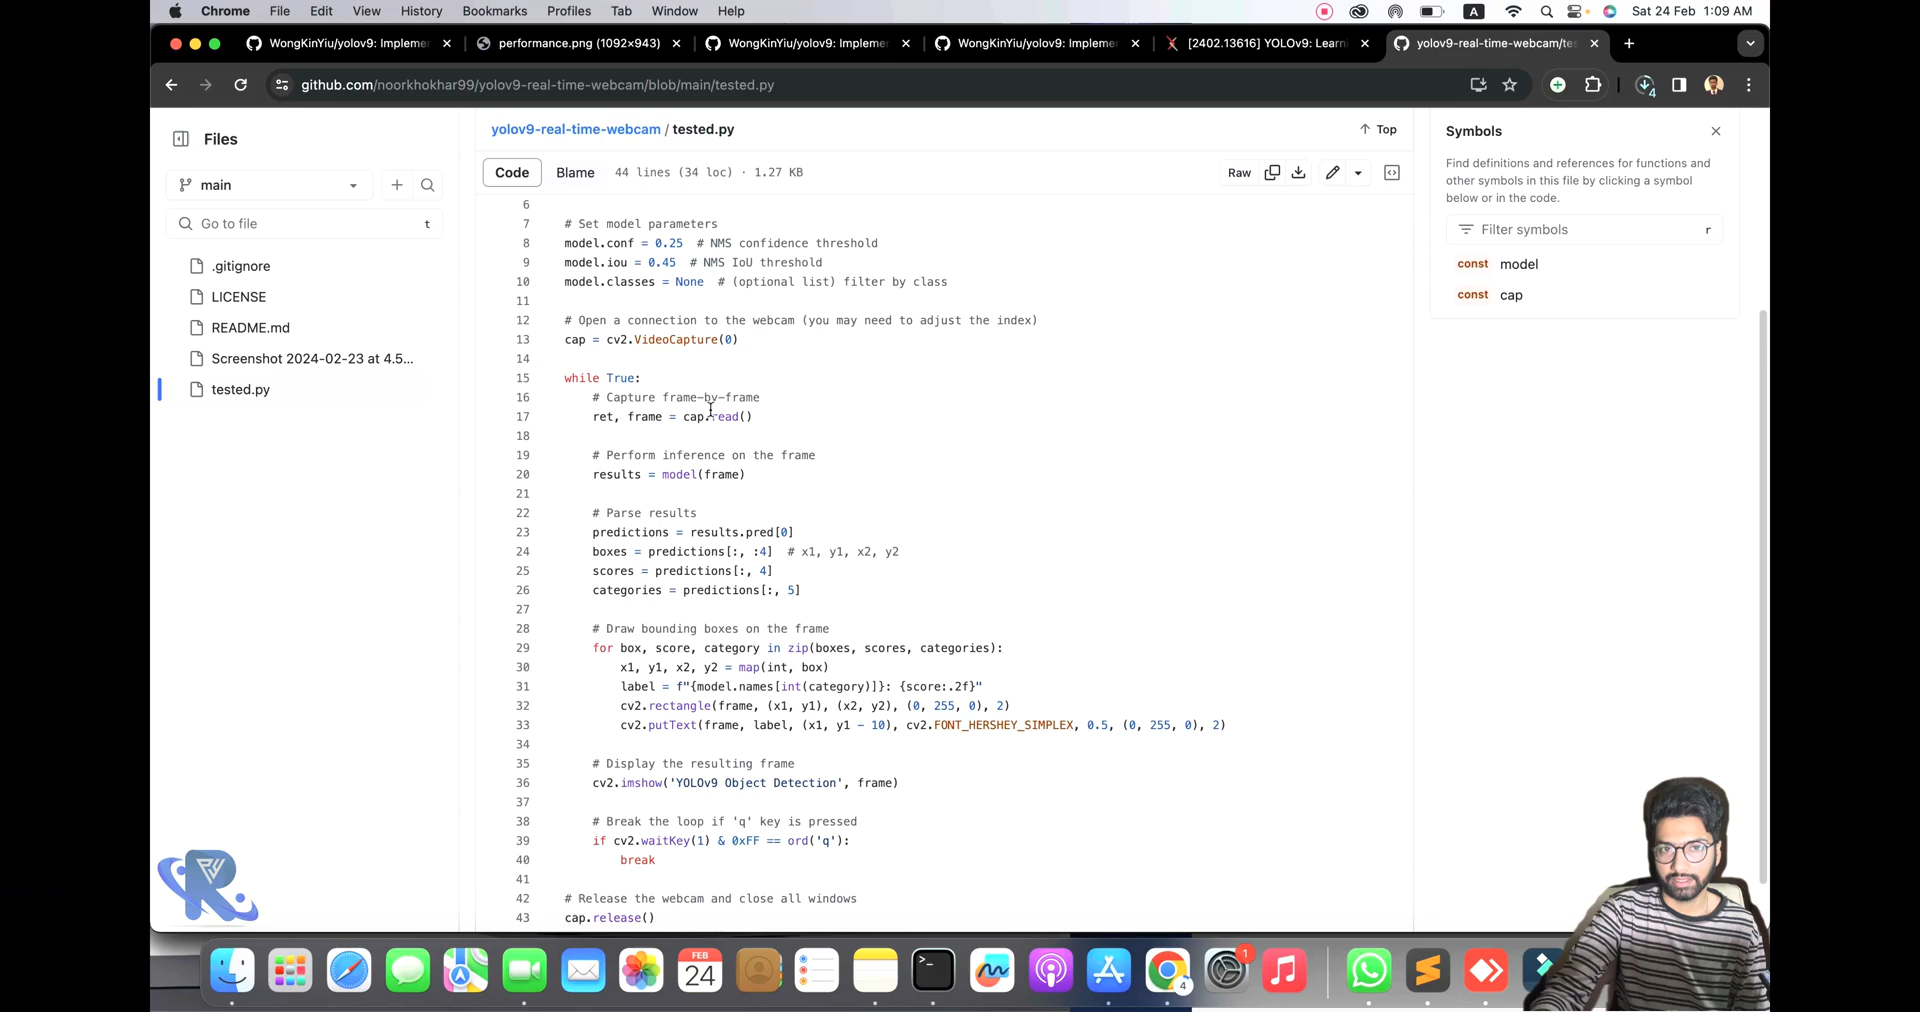 Chrome File Edit View History Bookmarks Profiles Tab Window Help A Sat 24 Feb 1:09 AM
WongKinYiu/yolov9: Implemen performance.png (1092×943) WongKinYiu/yolov9: Implemen WongKinYiu/yolov9: Implemen [2402.13616] YOLOv9: Learni yolov9-real-time-webcam/tes
github.com/noorkhokhar99/yolov9-real-time-webcam/blob/main/tested.py 4
Files
main
Go to file t
.gitignore
LICENSE
README.md
Screenshot 2024-02-23 at 4.5...
tested.py
yolov9-real-time-webcam / tested.py Top
Code Blame 44 lines (34 loc) · 1.27 KB Raw
6
7 # Set model parameters
8 model.conf = 0.25 # NMS confidence threshold
9 model.iou = 0.45 # NMS IoU threshold
10 model.classes = None # (optional list) filter by class
11
12 # Open a connection to the webcam (you may need to adjust the index)
13 cap = cv2.VideoCapture(0)
14
15 while True:
16 # Capture frame-by-frame
17 ret, frame = cap.read()
18
19 # Perform inference on the frame
20 results = model(frame)
21
22 # Parse results
23 predictions = results.pred[0]
24 boxes = predictions[:, :4] # x1, y1, x2, y2
25 scores = predictions[:, 4]
26 categories = predictions[:, 5]
27
28 # Draw bounding boxes on the frame
29 for box, score, category in zip(boxes, scores, categories):
30 x1, y1, x2, y2 = map(int, box)
31 label = f"{model.names[int(category)]}: {score:.2f}"
32 cv2.rectangle(frame, (x1, y1), (x2, y2), (0, 255, 0), 2)
33 cv2.putText(frame, label, (x1, y1 - 10), cv2.FONT_HERSHEY_SIMPLEX, 0.5, (0, 255, 0), 2)
34
35 # Display the resulting frame
36 cv2.imshow('YOLOv9 Object Detection', frame)
37
38 # Break the loop if 'q' key is pressed
39 if cv2.waitKey(1) & 0xFF == ord('q'):
40 break
41
42 # Release the webcam and close all windows
43 cap.release()
Symbols
Find definitions and references for functions and
other symbols in this file by clicking a symbol
below or in the code.
Filter symbols r
const model
const cap
FEB
24
4
1